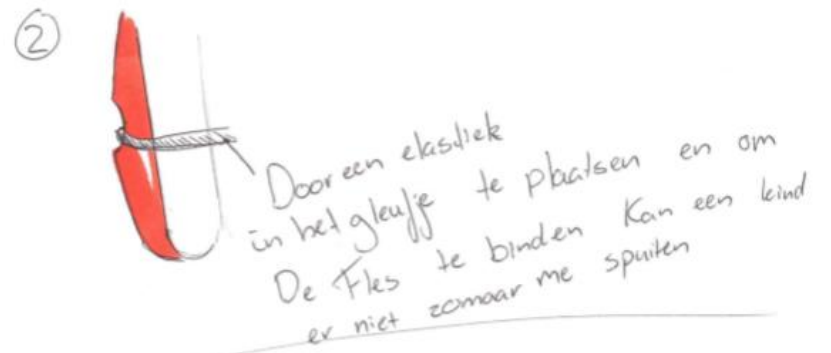 2
Door een elastiek
in het gleufje te plaatsen en om
De Fles te binden Kan een kind
er niet zomaar me spuiten